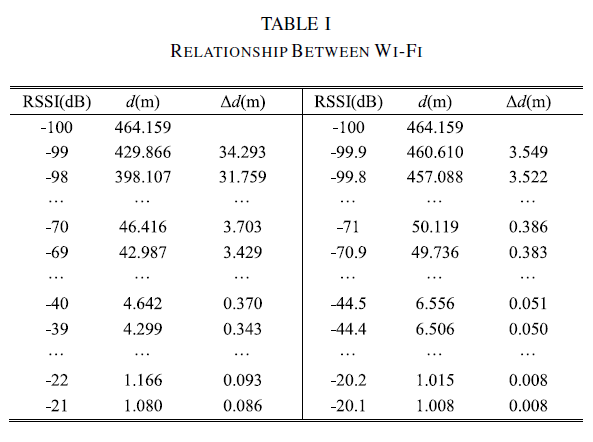 TABLE I
RELATIONSHIP BETWEEN WI-FI
RSSI(dB) d(m) Δd(m) RSSI(dB) d(m) Δd(m)
-100 464.159 -100 464.159
-99 429.866 34.293 -99.9 460.610 3.549
-98 398.107 31.759 -99.8 457.088 3.522
… … … … … …
-70 46.416 3.703 -71 50.119 0.386
-69 42.987 3.429 -70.9 49.736 0.383
… … … … … …
-40 4.642 0.370 -44.5 6.556 0.051
-39 4.299 0.343 -44.4 6.506 0.050
… … … … … …
-22 1.166 0.093 -20.2 1.015 0.008
-21 1.080 0.086 -20.1 1.008 0.008